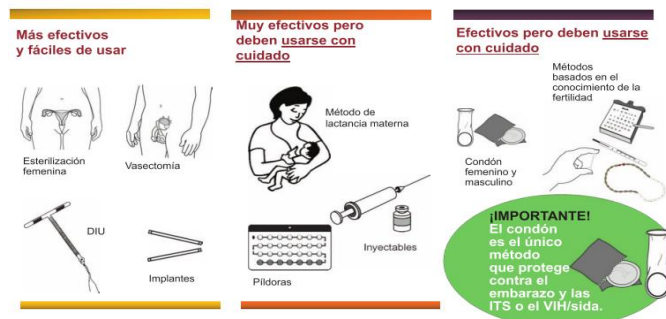 Más efectivos
y fáciles de usar
Esterilización
femenina
Vasectomía
DIU
Implantes
Muy efectivos pero
deben usarse con
cuidado
Método de
lactancia materna
Inyectables
Píldoras
Efectivos pero deben usarse
con cuidado
Métodos
basados en el
conocimiento de la
fertilidad
Condón
femenino y
masculino
¡IMPORTANTE!
El condón
es el único
método
que protege
contra el
embarazo y las
ITS o el VIH/sida.